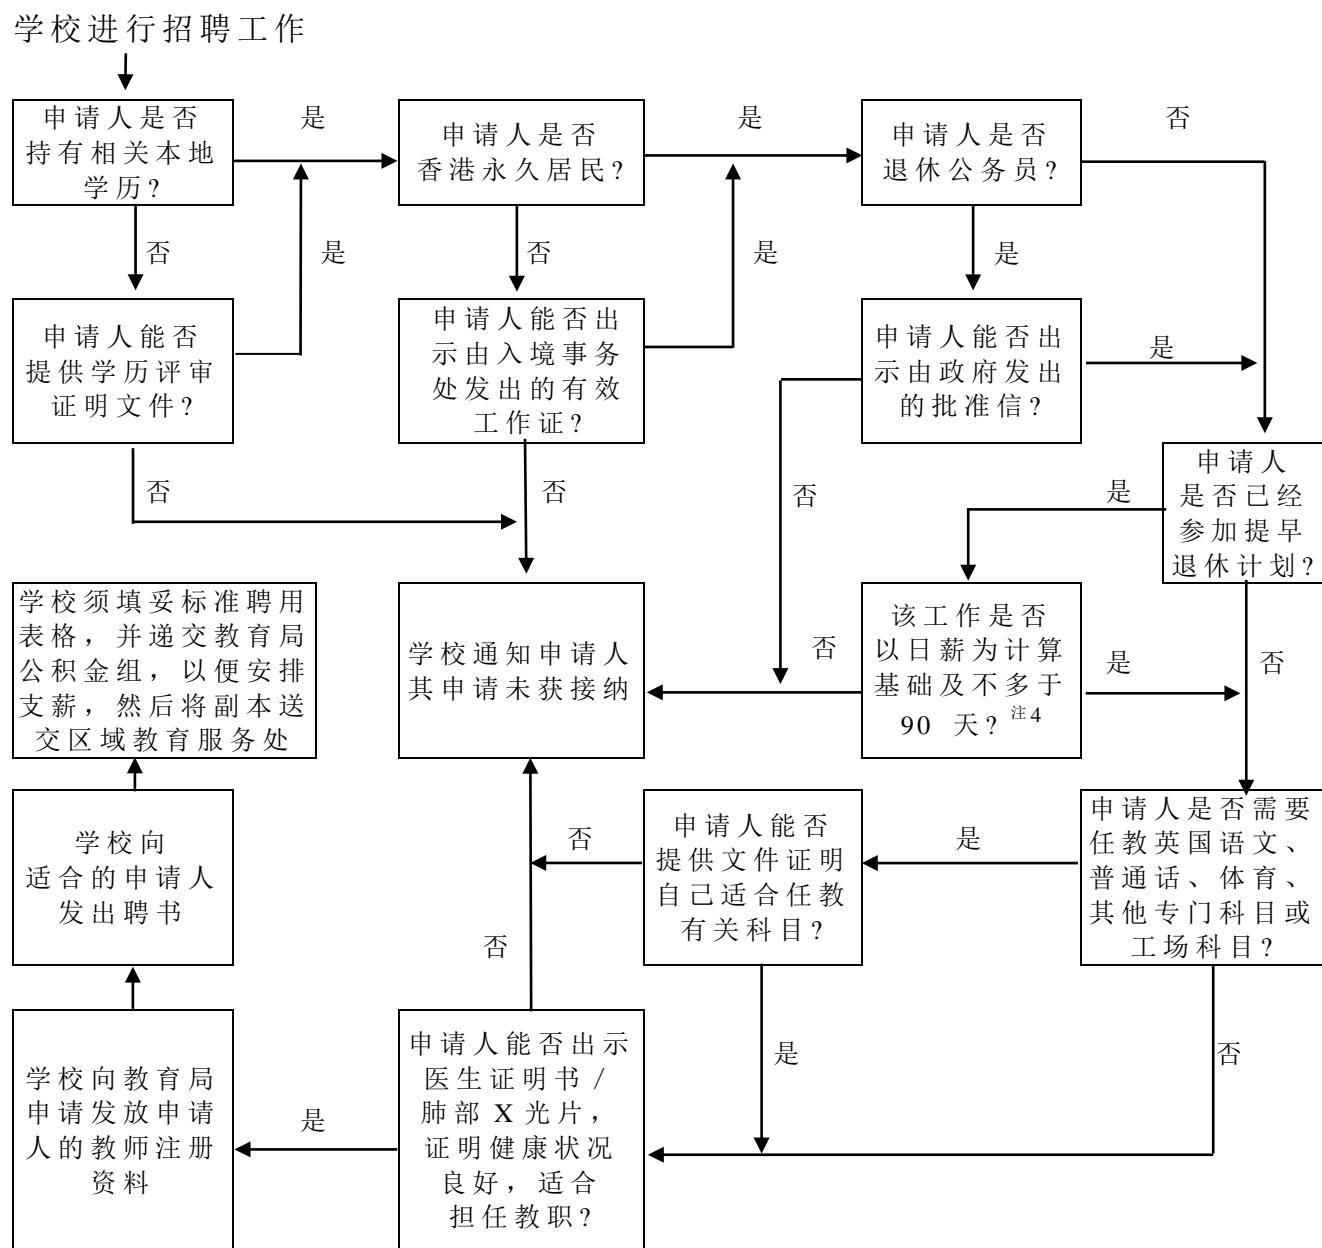 学校进行招聘工作
申请人是否
持有相关本地
学历?
是
申请人是否
香港永久居民?
是
申请人是否
退休公务员?
否
否
是
否
是
是
申请人能否
提供学历评审
证明文件?
申请人能否出
示由入境事务
处发出的有效
工作证?
申请人能否出
示由政府发出
的批准信?
是
否
否
否
是
申请人
是否已经
参加提早
退休计划?
学校须填妥标准聘用
表格，并递交教育局
公积金组，以便安排
支薪，然后将副本送
交区域教育服务处
学校通知申请人
其申请未获接纳
否
该工作是否
以日薪为计算
基础及不多于
90 天? 注4
是
否
学校向
适合的申请人
发出聘书
否
申请人能否
提供文件证明
自己适合任教
有关科目?
是
申请人是否需要
任教英国语文、
普通话、体育、
其他专门科目或
工场科目?
否
学校向教育局
申请发放申请
人的教师注册
资料
是
申请人能否出示
医生证明书 /
肺部 X 光片，
证明健康状况
良好，适合
担任教职?
是
否